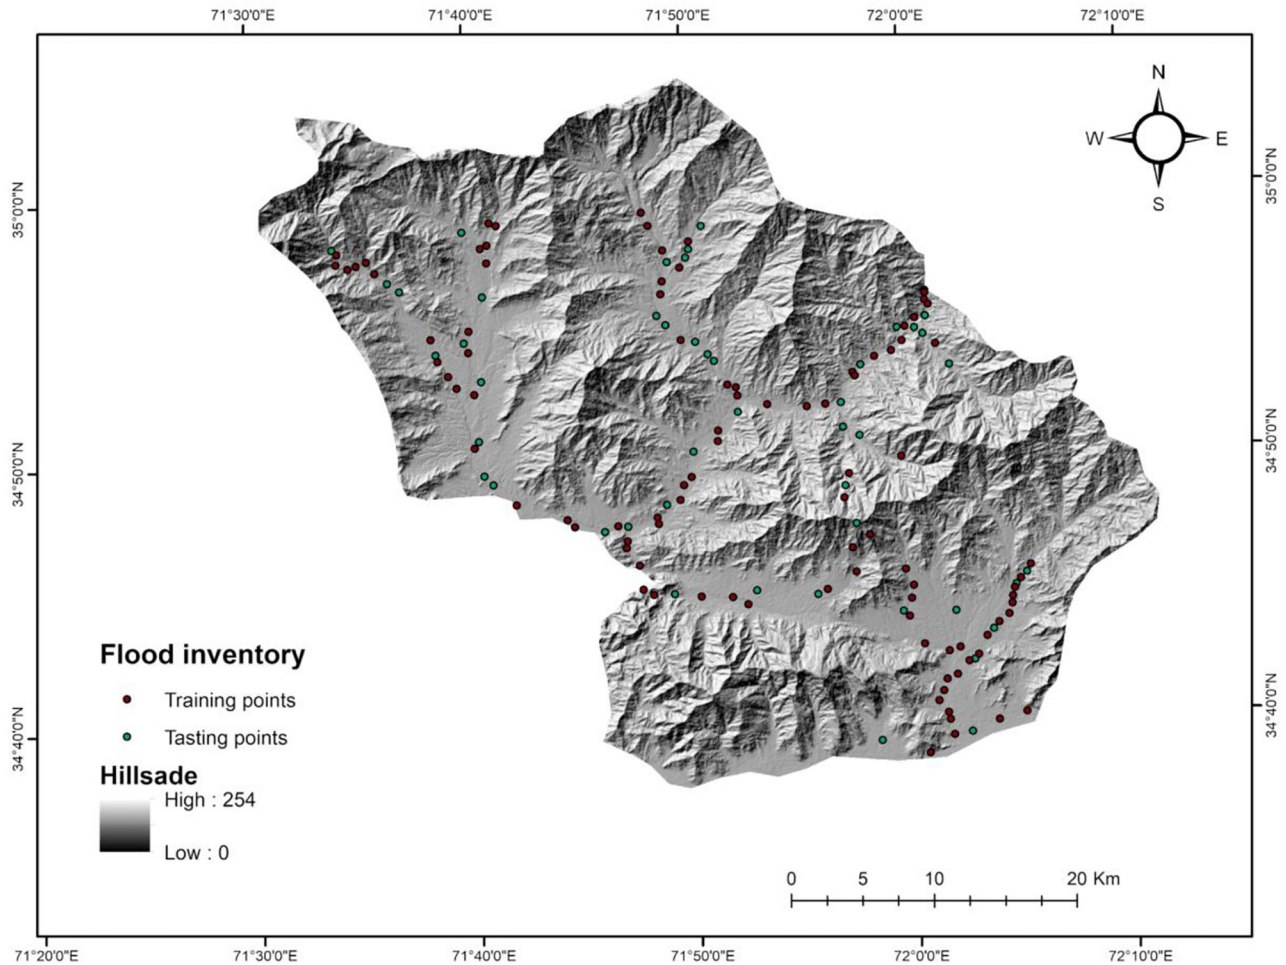 71°30'0"E 71°40'0"E 71°50'0"E 72°0'0"E 72°10'0"E
N
W E
S
35°0'0"N
35°0'0"N
34°50'0"N
34°50'0"N
34°40'0"N
34°40'0"N
Flood inventory
Training points
Tasting points
Hillsade
High : 254
Low : 0
0 5 10 20 Km
71°20'0"E 71°30'0"E 71°40'0"E 71°50'0"E 72°0'0"E 72°10'0"E